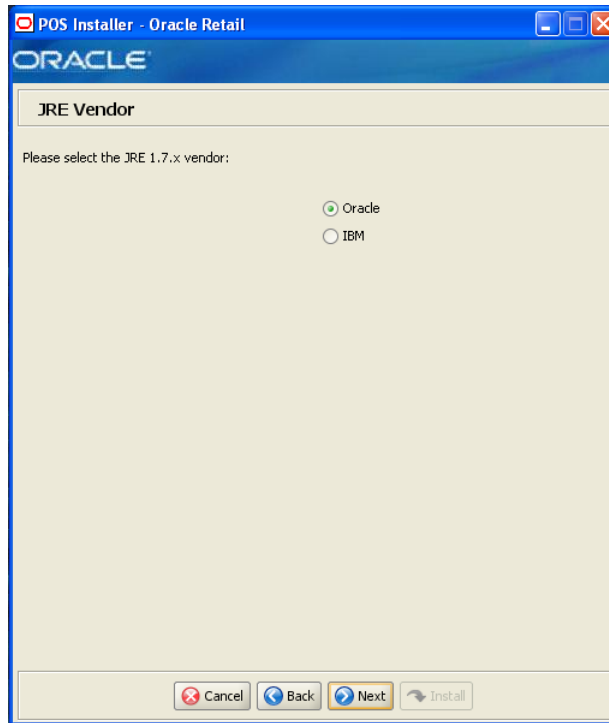 POS Installer - Oracle Retail
ORACLE
JRE Vendor
Please select the JRE 1.7.x vendor:
Oracle
IBM
Cancel Back Next Install